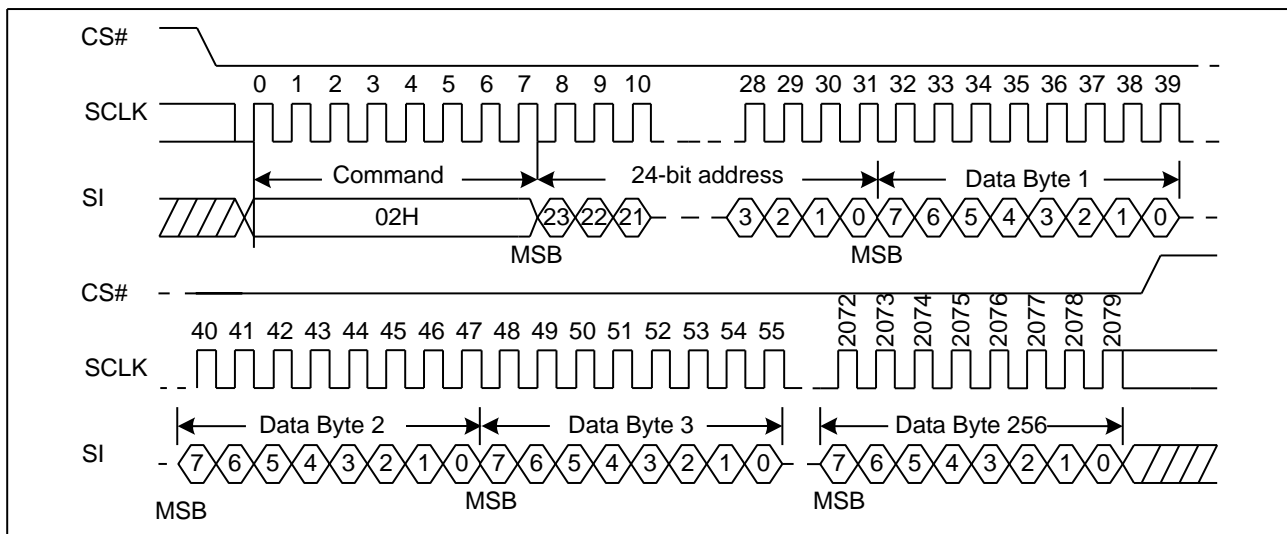 CS#
0 1 2 3 4 5 6 7 8 9 10 28 29 30 31 32 33 34 35 36 37 38 39
SCLK
Command 24-bit address Data Byte 1
SI
02H 23 22 21 3 2 1 0 7 6 5 4 3 2 1 0
MSB MSB
CS#
40 41 42 43 44 45 46 47 48 49 50 51 52 53 54 55 2072 2073 2074 2075 2076 2077 2078 2079
SCLK
Data Byte 2 Data Byte 3 Data Byte 256
SI
7 6 5 4 3 2 1 0 7 6 5 4 3 2 1 0 7 6 5 4 3 2 1 0
MSB MSB MSB